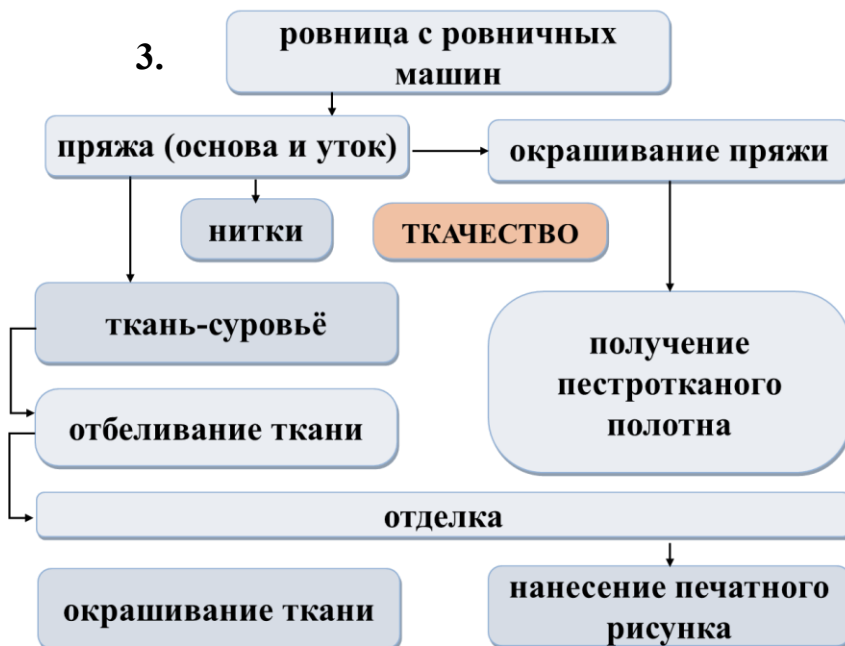 3.
ровница с ровничных
машин
пряжа (основа и уток)
окрашивание пряжи
нитки
ТКАЧЕСТВО
ткань-суровьё
получение
пестротканого
полотна
отбеливание ткани
отделка
окрашивание ткани
нанесение печатного
рисунка